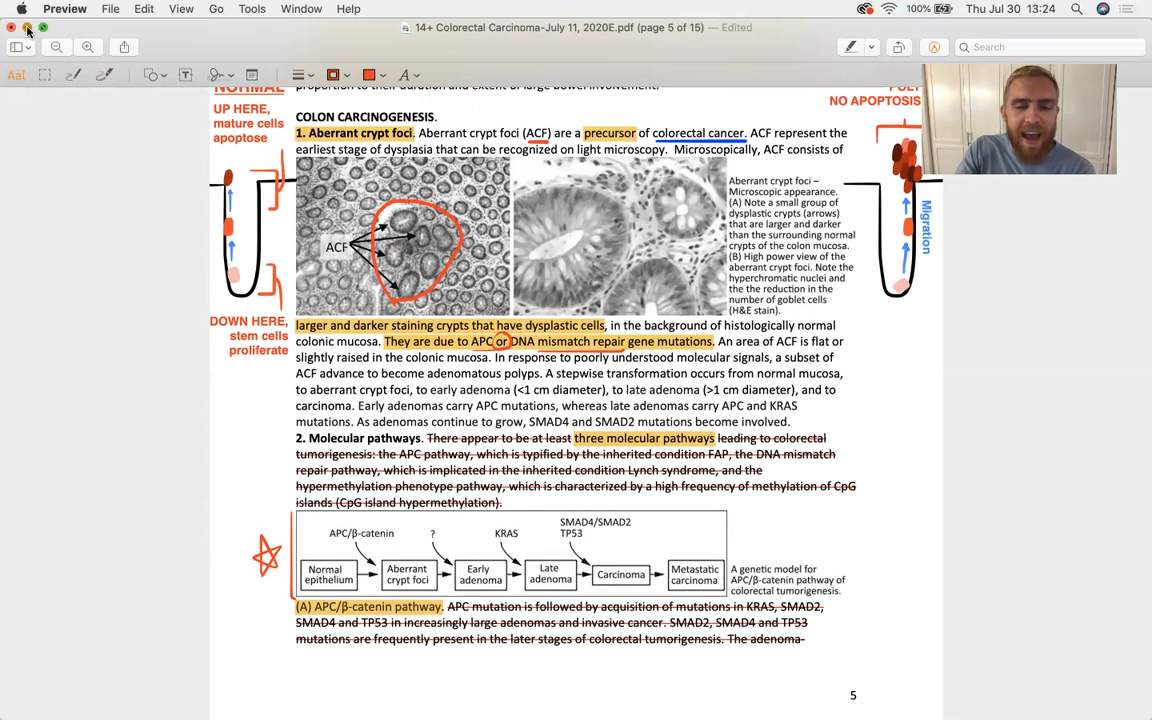 Preview File Edit View Go Tools Window Help 100% Thu Jul 30 13:24
14+ Colorectal Carcinoma-July 11, 2020E.pdf (page 5 of 15) — Edited
Search
AaI T A
NORMAL
UP HERE,
mature cells
apoptose
DOWN HERE,
stem cells
proliferate
NO APOPTOSIS
Migration
proportion to their duration and extent of large bowel involvement.
COLON CARCINOGENESIS.
1. Aberrant crypt foci. Aberrant crypt foci (ACF) are a precursor of colorectal cancer. ACF represent the
earliest stage of dysplasia that can be recognized on light microscopy. Microscopically, ACF consists of
ACF
Aberrant crypt foci –
Microscopic appearance.
(A) Note a small group of
dysplastic crypts (arrows)
that are larger and darker
than the surrounding normal
crypts of the colon mucosa.
(B) High power view of the
aberrant crypt foci. Note the
hyperchromatic nuclei and
the the reduction in the
number of goblet cells
(H&E stain).
larger and darker staining crypts that have dysplastic cells, in the background of histologically normal
colonic mucosa. They are due to APC or DNA mismatch repair gene mutations. An area of ACF is flat or
slightly raised in the colonic mucosa. In response to poorly understood molecular signals, a subset of
ACF advance to become adenomatous polyps. A stepwise transformation occurs from normal mucosa,
to aberrant crypt foci, to early adenoma (<1 cm diameter), to late adenoma (>1 cm diameter), and to
carcinoma. Early adenomas carry APC mutations, whereas late adenomas carry APC and KRAS
mutations. As adenomas continue to grow, SMAD4 and SMAD2 mutations become involved.
2. Molecular pathways. There appear to be at least three molecular pathways leading to colorectal
tumorigenesis: the APC pathway, which is typified by the inherited condition FAP, the DNA mismatch
repair pathway, which is implicated in the inherited condition Lynch syndrome, and the
hypermethylation phenotype pathway, which is characterized by a high frequency of methylation of CpG
islands (CpG island hypermethylation).
SMAD4/SMAD2
APC/β-catenin ? KRAS TP53
Normal epithelium
Aberrant crypt foci
Early adenoma
Late adenoma
Carcinoma
Metastatic carcinoma
A genetic model for
APC/β-catenin pathway of
colorectal tumorigenesis.
(A) APC/β-catenin pathway. APC mutation is followed by acquisition of mutations in KRAS, SMAD2,
SMAD4 and TP53 in increasingly large adenomas and invasive cancer. SMAD2, SMAD4 and TP53
mutations are frequently present in the later stages of colorectal tumorigenesis. The adenoma-
5